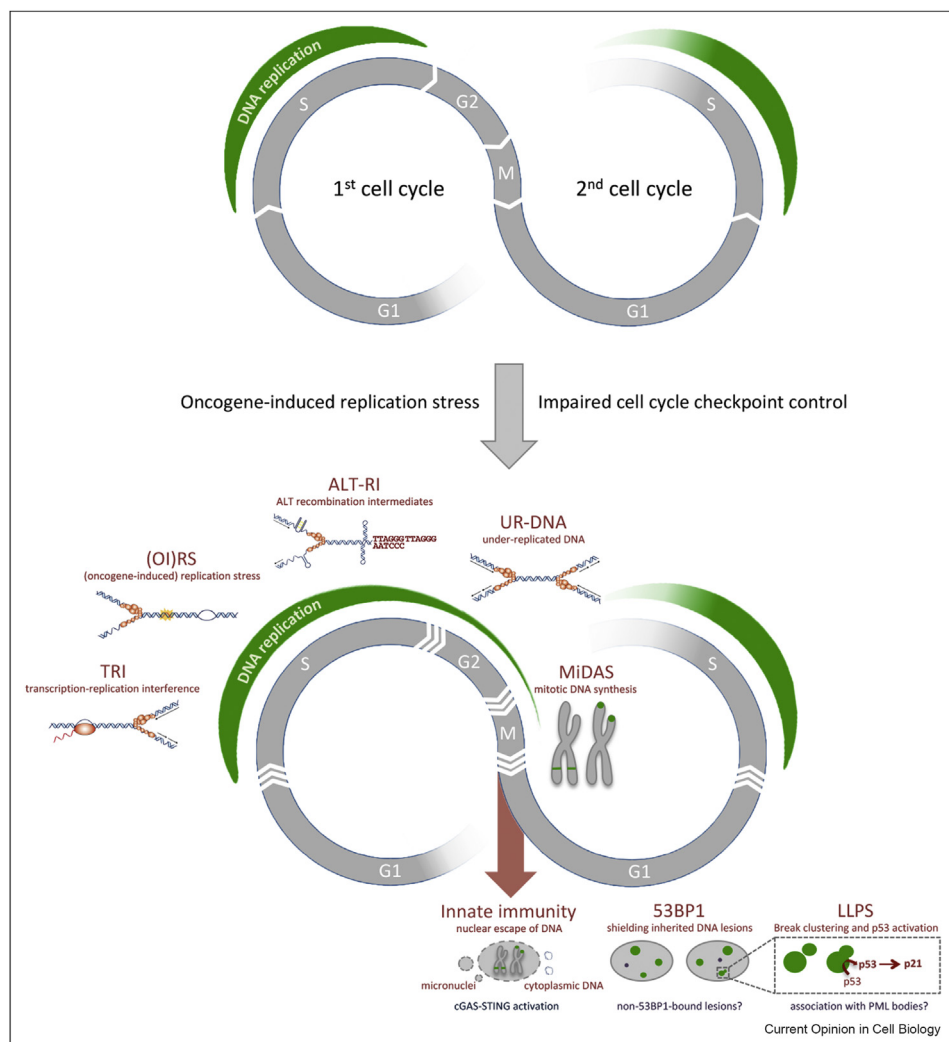 DNA replication
S
G2
M
1st cell cycle
G1
S
2nd cell cycle
G1
Oncogene-induced replication stress
Impaired cell cycle checkpoint control
ALT-RI
ALT recombination intermediates
TTAGGGTTAGGG
AATCCC
UR-DNA
under-replicated DNA
(OI)RS
(oncogene-induced) replication stress
TRI
transcription-replication interference
DNA replication
S
G2
M
G1
MiDAS
mitotic DNA synthesis
S
G1
Innate immunity
nuclear escape of DNA
micronuclei
cytoplasmic DNA
cGAS-STING activation
53BP1
shielding inherited DNA lesions
non-53BP1-bound lesions?
LLPS
Break clustering and p53 activation
p53
p21
p53
association with PML bodies?
Current Opinion in Cell Biology